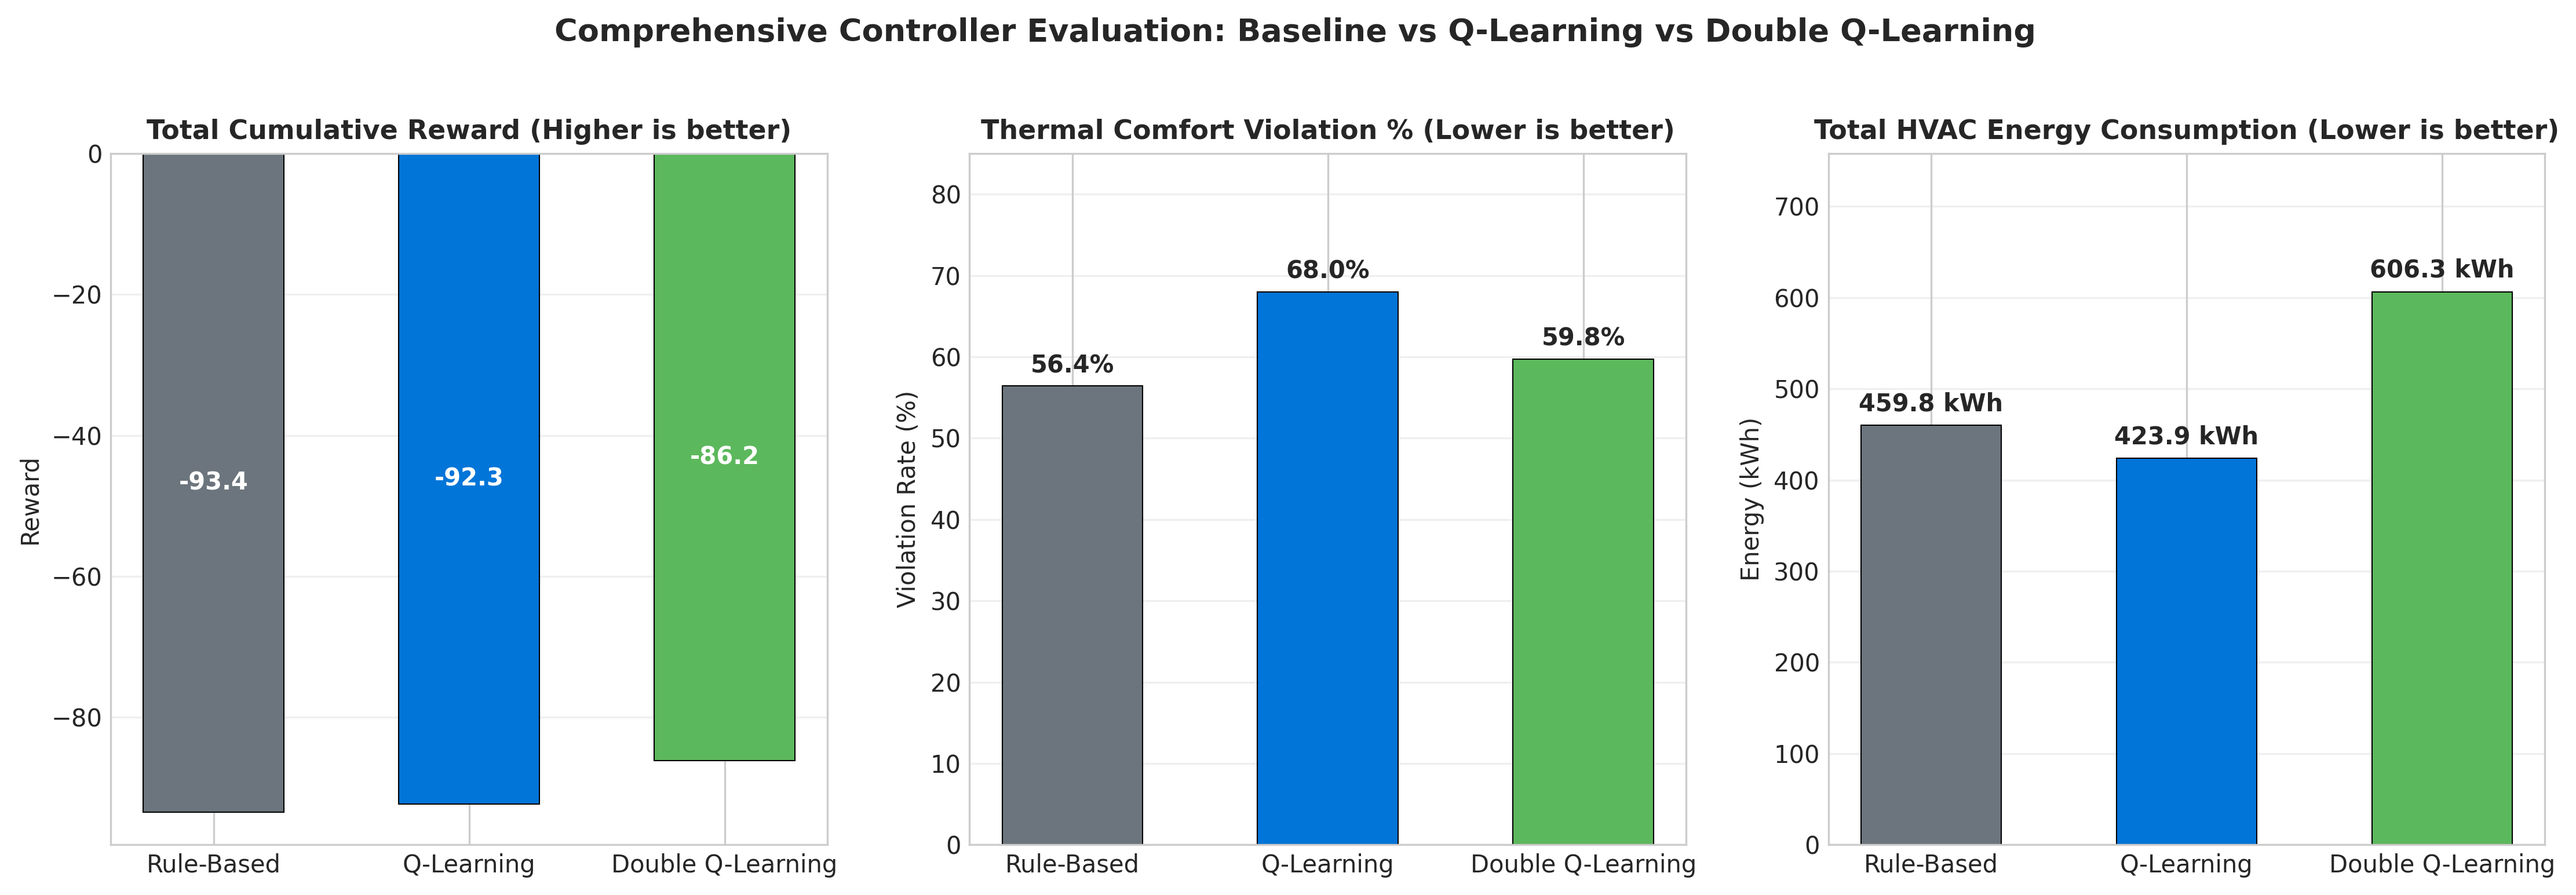 Comprehensive Controller Evaluation: Baseline vs Q-Learning vs Double Q-Learning
Total Cumulative Reward (Higher is better)
Reward
0
−20
−40
−60
−80
-93.4
-92.3
-86.2
Rule-Based
Q-Learning
Double Q-Learning
Thermal Comfort Violation % (Lower is better)
Violation Rate (%)
80
70
60
50
40
30
20
10
0
56.4%
68.0%
59.8%
Rule-Based
Q-Learning
Double Q-Learning
Total HVAC Energy Consumption (Lower is better)
Energy (kWh)
700
600
500
400
300
200
100
0
459.8 kWh
423.9 kWh
606.3 kWh
Rule-Based
Q-Learning
Double Q-Learning